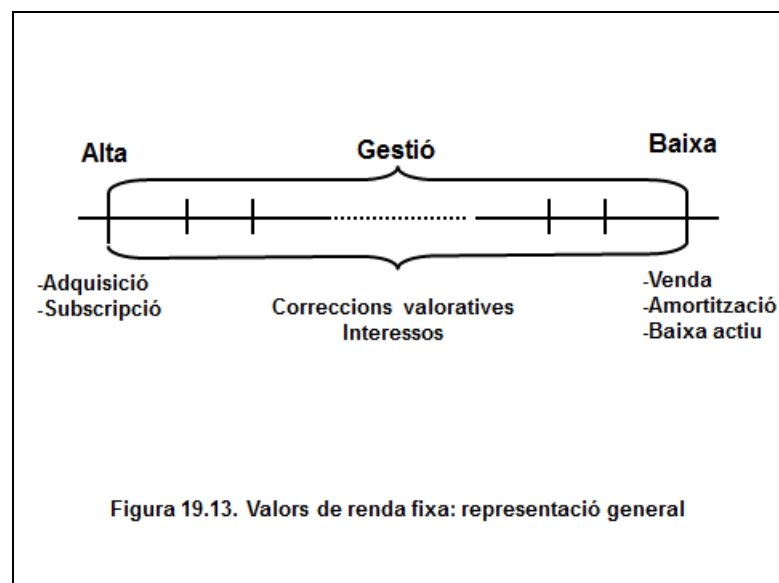 Alta
Gestió
Baixa
-Adquisició
-Subscripció
Correccions valoratives
Interessos
-Venda
-Amortització
-Baixa actiu
Figura 19.13. Valors de renda fixa: representació general